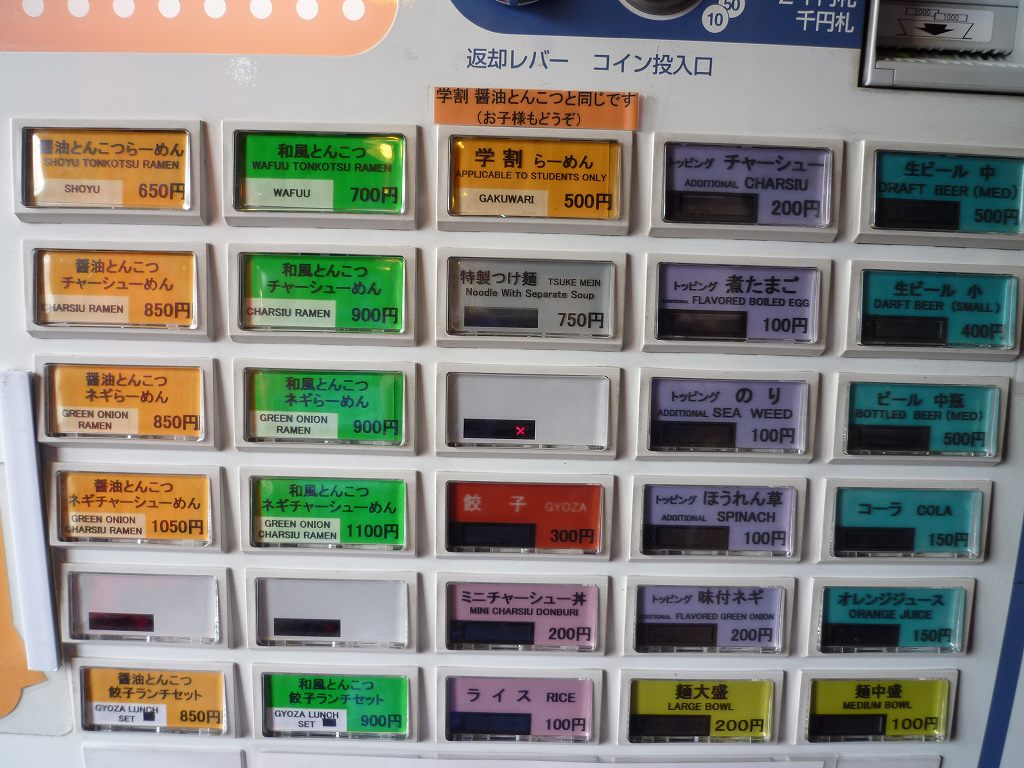 50
10
千円札
2000 1000
返却レバー コイン投入口
学割 醤油とんこつと同じです
(お子様もどうぞ)
醤油とんこつらーめん
SHOYU TONKOTSU RAMEN
SHOYU 650円
和風とんこつ
WAFUU TONKOTSU RAMEN
WAFUU 700円
学割 らーめん
APPLICABLE TO STUDENTS ONLY
GAKUWARI 500円
トッピング チャーシュー
ADDITIONAL CHARSIU
200円
生ビール 中
DRAFT BEER (MED)
500円
醤油とんこつ
チャーシューめん
CHARSIU RAMEN 850円
和風とんこつ
チャーシューめん
CHARSIU RAMEN 900円
特製つけ麺 TSUKE MEIN
Noodle With Separate Soup
750円
トッピング 煮たまご
ADDITIONAL FLAVORED BOILED EGG
100円
生ビール 小
DARFT BEER (SMALL)
400円
醤油とんこつ
ネギらーめん
GREEN ONION
RAMEN 850円
和風とんこつ
ネギらーめん
GREEN ONION
RAMEN 900円
×
トッピング のり
ADDITIONAL SEA WEED
100円
ビール 中瓶
BOTTLED BEER (MED)
500円
醤油とんこつ
ネギチャーシューめん
GREEN ONION
CHARSIU RAMEN 1050円
和風とんこつ
ネギチャーシューめん
GREEN ONION
CHARSIU RAMEN 1100円
餃子 GYOZA
300円
トッピング ほうれん草
ADDITIONAL SPINACH
100円
コーラ COLA
150円
ミニチャーシュー丼
MINI CHARSIU DONBURI
200円
トッピング 味付ネギ
ADDITIONAL FLAVORED GREEN ONION
200円
オレンジジュース
ORANGE JUICE
150円
醤油とんこつ
餃子ランチセット
GYOZA LUNCH
SET 850円
和風とんこつ
餃子ランチセット
GYOZA LUNCH
SET 900円
ライス RICE
100円
麺大盛
LARGE BOWL
200円
麺中盛
MEDIUM BOWL
100円